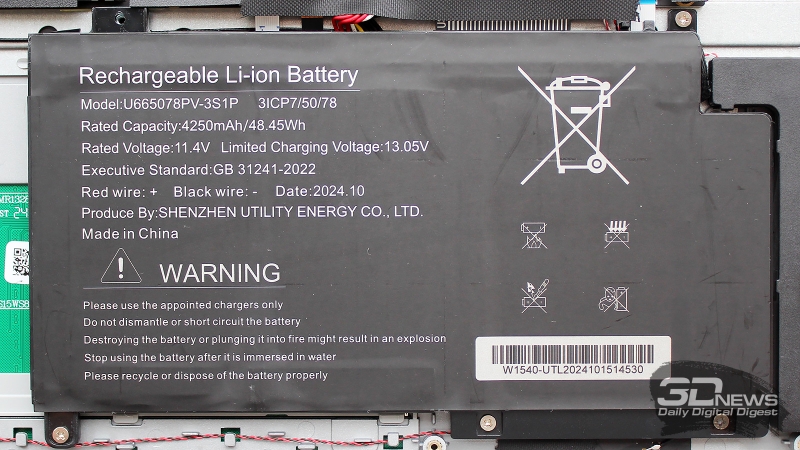 Rechargeable Li-ion Battery
Model:U665078PV-3S1P 3ICP7/50/78
Rated Capacity:4250mAh/48.45Wh
Rated Voltage:11.4V Limited Charging Voltage:13.05V
Executive Standard:GB 31241-2022
Red wire: + Black wire: - Date:2024.10
Produce By:SHENZHEN UTILITY ENERGY CO., LTD.
Made in China
WARNING
Please use the appointed chargers only
Do not dismantle or short circuit the battery
Destroying the battery or plunging it into fire might result in an explosion
Stop using the battery after it is immersed in water
Please recycle or dispose of the battery properly
W1540-UTL2024101514530
3DNEWS
Daily Digital Digest